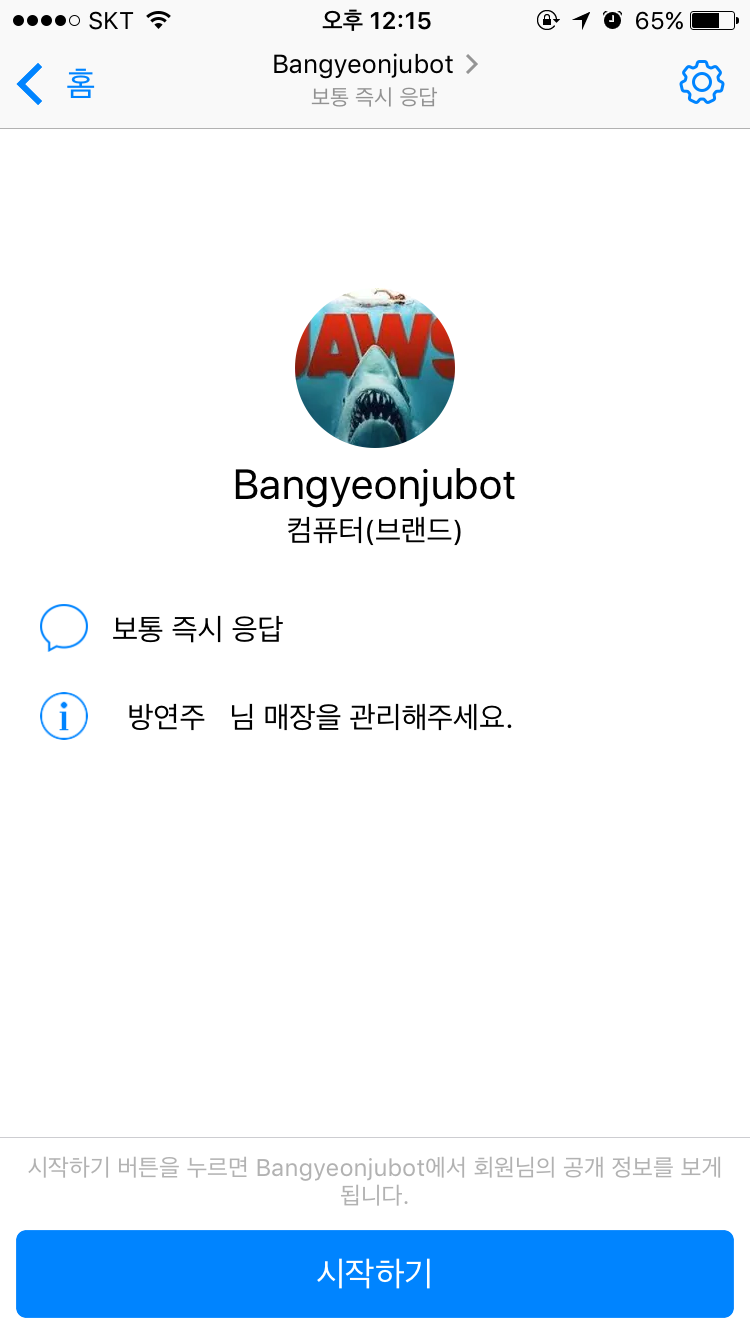 SKT 오후 12:15 65%
홈 Bangyeonjubot
보통 즉시 응답
JAWS
Bangyeonjubot
컴퓨터(브랜드)
보통 즉시 응답
방연주 님 매장을 관리해주세요.
시작하기 버튼을 누르면 Bangyeonjubot에서 회원님의 공개 정보를 보게
됩니다.
시작하기